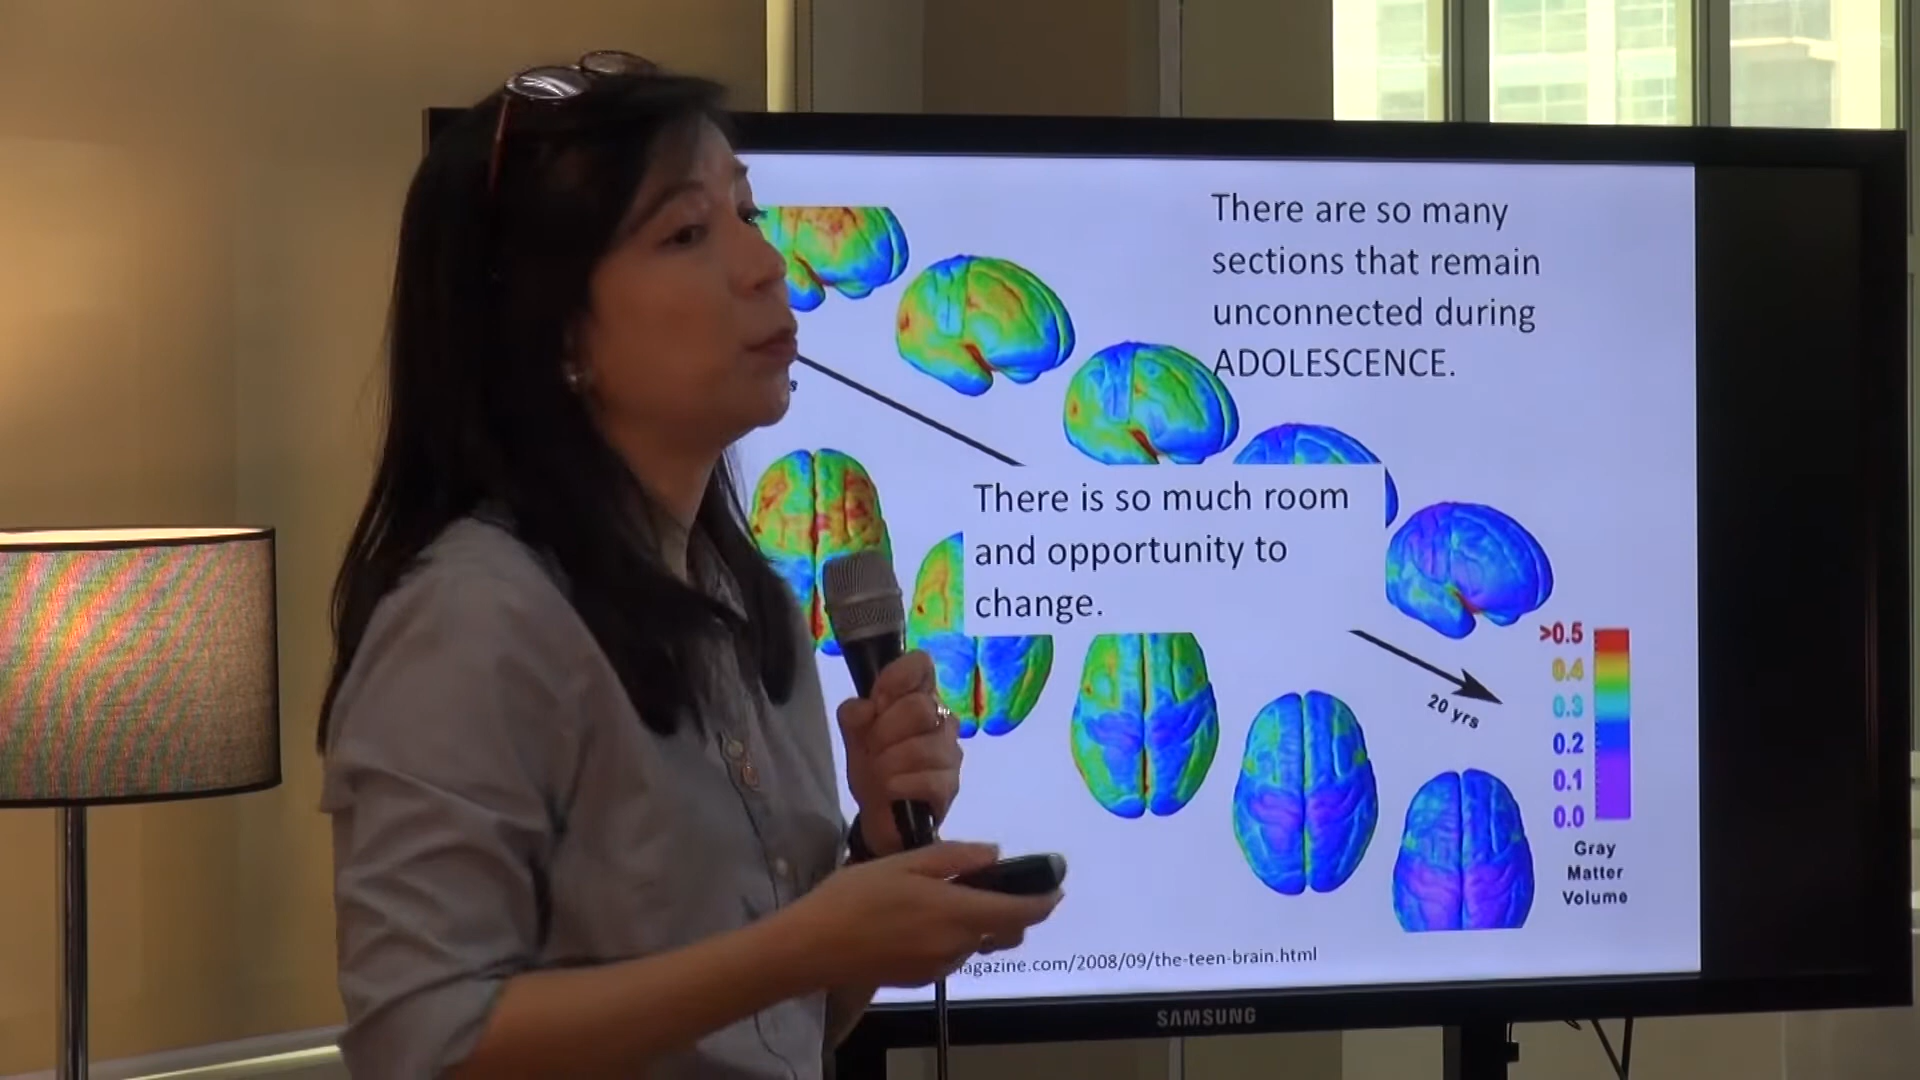 There are so many
sections that remain
unconnected during
ADOLESCENCE.
There is so much room
and opportunity to
change.
>0.5
0.4
0.3
0.2
0.1
0.0
20 yrs
Gray
Matter
Volume
agazine.com/2008/09/the-teen-brain.html
SAMSUNG